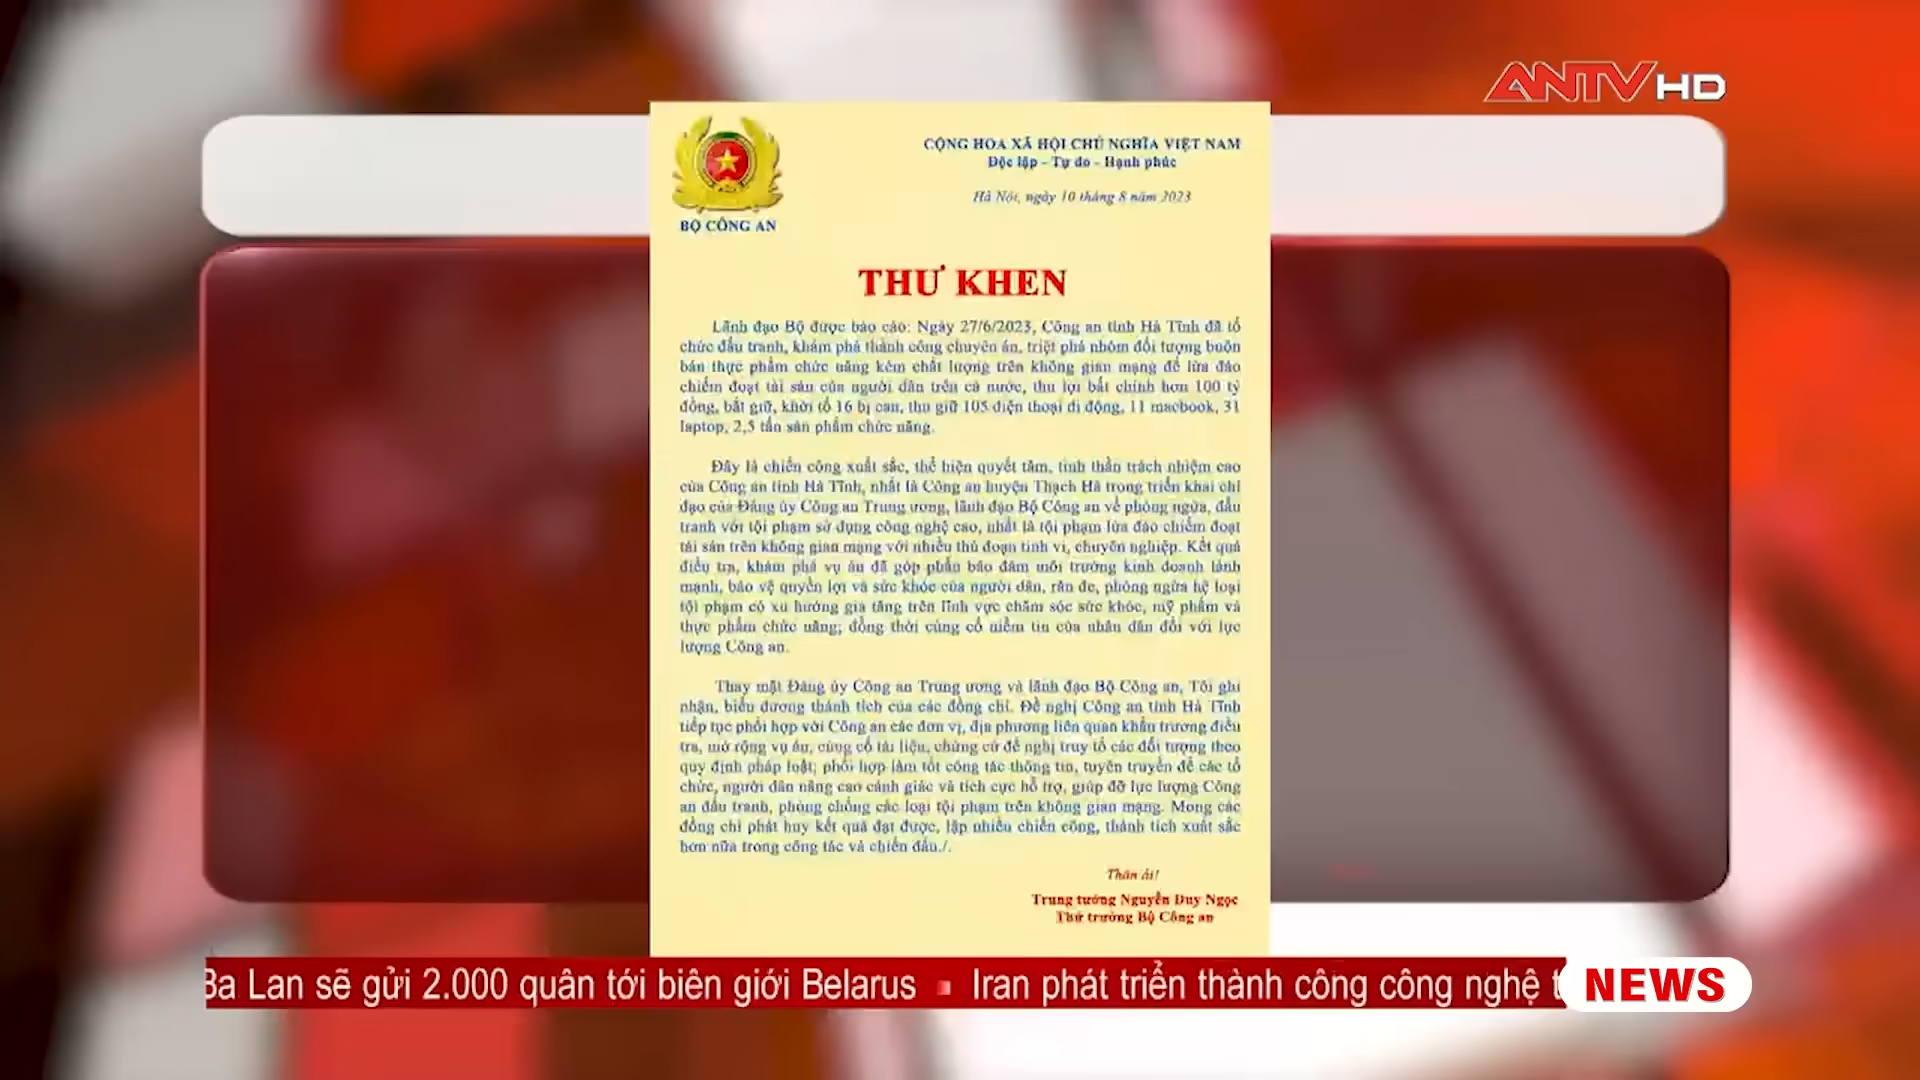 ANTV HD
CỘNG HÒA XÃ HỘI CHỦ NGHĨA VIỆT NAM
Độc lập - Tự do - Hạnh phúc
Hà Nội, ngày 10 tháng 8 năm 2023
BỘ CÔNG AN
THƯ KHEN
Lãnh đạo Bộ được báo cáo: Ngày 27/6/2023, Công an tỉnh Hà Tĩnh đã tổ
chức đấu tranh, khám phá thành công chuyên án, triệt phá nhóm đối tượng buôn
bán thực phẩm chức năng kém chất lượng trên không gian mạng để lừa đảo
chiếm đoạt tài sản của người dân trên cả nước, thu lợi bất chính hơn 100 tỷ
đồng, bắt giữ, khởi tố 16 bị can, thu giữ 105 điện thoại di động, 11 macbook, 31
laptop, 2,5 tấn sản phẩm chức năng.
Đây là chiến công xuất sắc, thể hiện quyết tâm, tinh thần trách nhiệm cao
của Công an tỉnh Hà Tĩnh, nhất là Công an huyện Thạch Hà trong triển khai chỉ
đạo của Đảng ủy Công an Trung ương, lãnh đạo Bộ Công an về phòng ngừa, đấu
tranh với tội phạm sử dụng công nghệ cao, nhất là tội phạm lừa đảo chiếm đoạt
tài sản trên không gian mạng với nhiều thủ đoạn tinh vi, chuyên nghiệp. Kết quả
điều tra, khám phá vụ án đã góp phần bảo đảm môi trường kinh doanh lành
mạnh, bảo vệ quyền lợi và sức khỏe của người dân, răn đe, phòng ngừa hệ loại
tội phạm có xu hướng gia tăng trên lĩnh vực chăm sóc sức khỏe, mỹ phẩm và
thực phẩm chức năng; đồng thời củng cố niềm tin của nhân dân đối với lực
lượng Công an.
Thay mặt Đảng ủy Công an Trung ương và lãnh đạo Bộ Công an, Tôi ghi
nhận, biểu dương thành tích của các đồng chí. Đề nghị Công an tỉnh Hà Tĩnh
tiếp tục phối hợp với Công an các đơn vị, địa phương liên quan khẩn trương điều
tra, mở rộng vụ án, củng cố tài liệu, chứng cứ đề nghị truy tố các đối tượng theo
quy định pháp luật; phối hợp làm tốt công tác thông tin, tuyên truyền để các tổ
chức, người dân nâng cao cảnh giác và tích cực hỗ trợ, giúp đỡ lực lượng Công
an đấu tranh, phòng chống các loại tội phạm trên không gian mạng. Mong các
đồng chí phát huy kết quả đạt được, lập nhiều chiến công, thành tích xuất sắc
hơn nữa trong công tác và chiến đấu./.
Thân ái!
Trung tướng Nguyễn Duy Ngọc
Thứ trưởng Bộ Công an
Ba Lan sẽ gửi 2.000 quân tới biên giới Belarus ▪ Iran phát triển thành công công nghệ t
NEWS